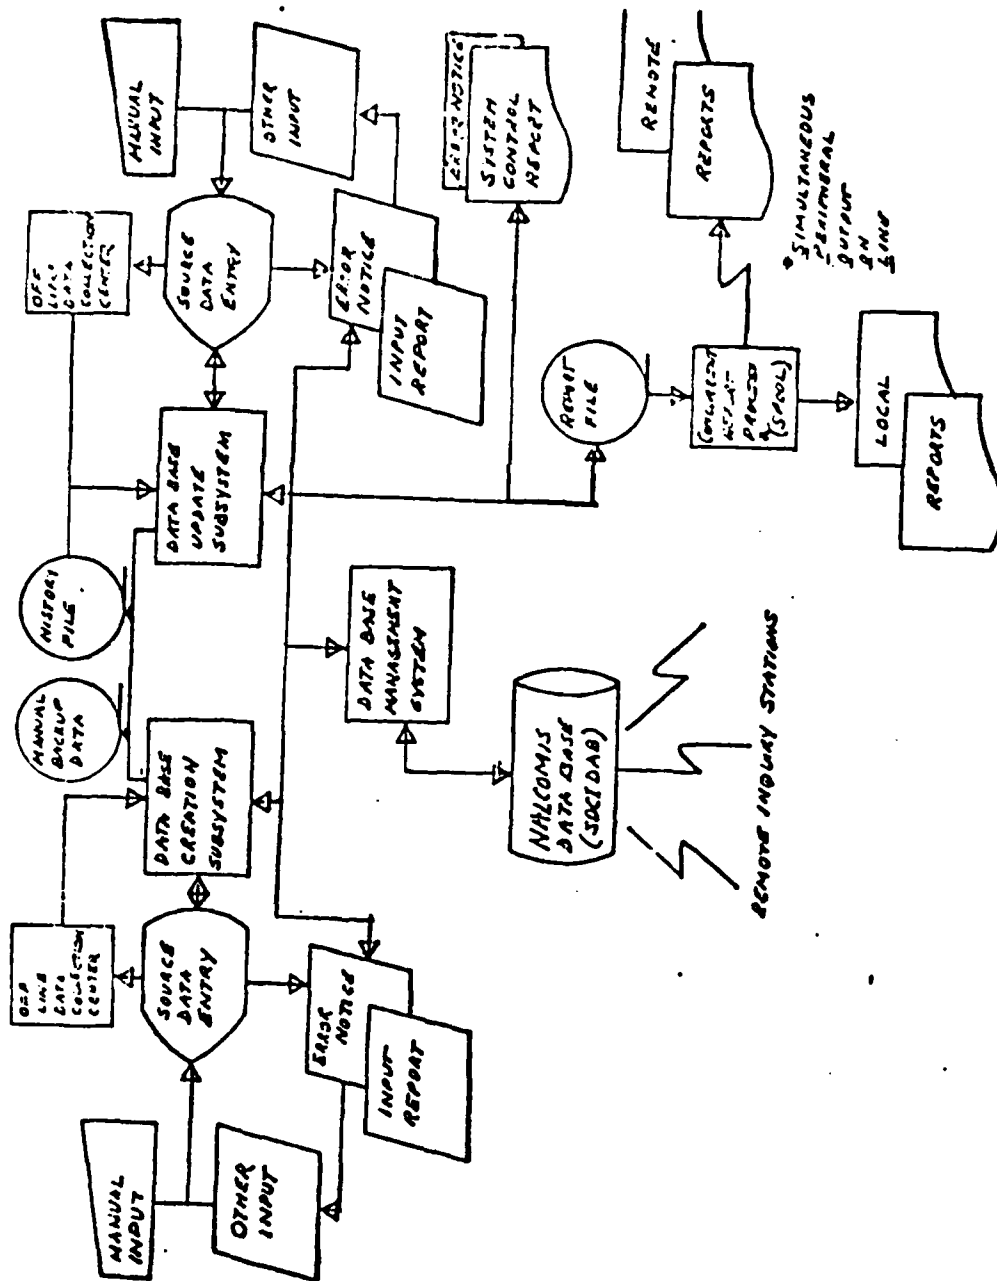 MANUAL
INPUT
OTHER
INPUT
OFF
LINE
DATA
COLLECTION
CENTER
SOURCE
DATA
ENTRY
ERROR
NOTICE
INPUT
REPORT
MANUAL
BACKUP
DATA
HISTORY
FILE
DATA BASE
CREATION
SUBSYSTEM
DATA BASE
UPDATE
SUBSYSTEM
OFF
LINE
DATA
COLLECTION
CENTER
SOURCE
DATA
ENTRY
MANUAL
INPUT
OTHER
INPUT
ERROR
NOTICE
INPUT
REPORT
DATA BASE
MANAGEMENT
SYSTEM
NALCOMIS
DATA BASE
(SOCIDAB)
REMOTE INQUIRY STATIONS
ERROR NOTICE
SYSTEM
CONTROL
REPORT
REPORT
FILE
(SPOOL)
REMOTE
REPORTS
LOCAL
REPORTS
* SIMULTANEOUS
PERIPHERAL
OUTPUT
ON
LINE